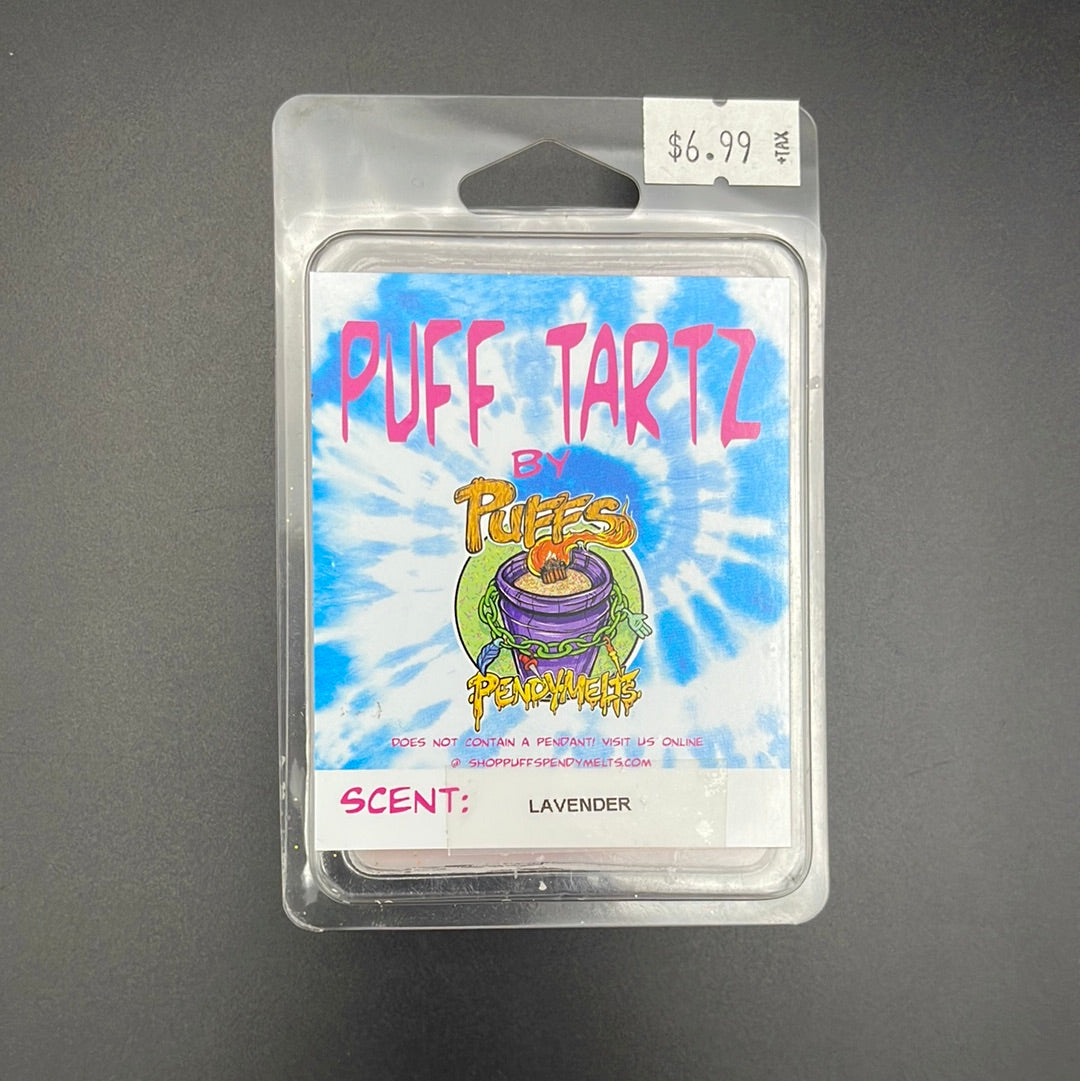 $6.99 +TAX
PUFF TARTZ
BY
PUFFS
PENDYMELTS
DOES NOT CONTAIN A PENDANT! VISIT US ONLINE
@ SHOPPUFFSPENDYMELTS.COM
SCENT: LAVENDER